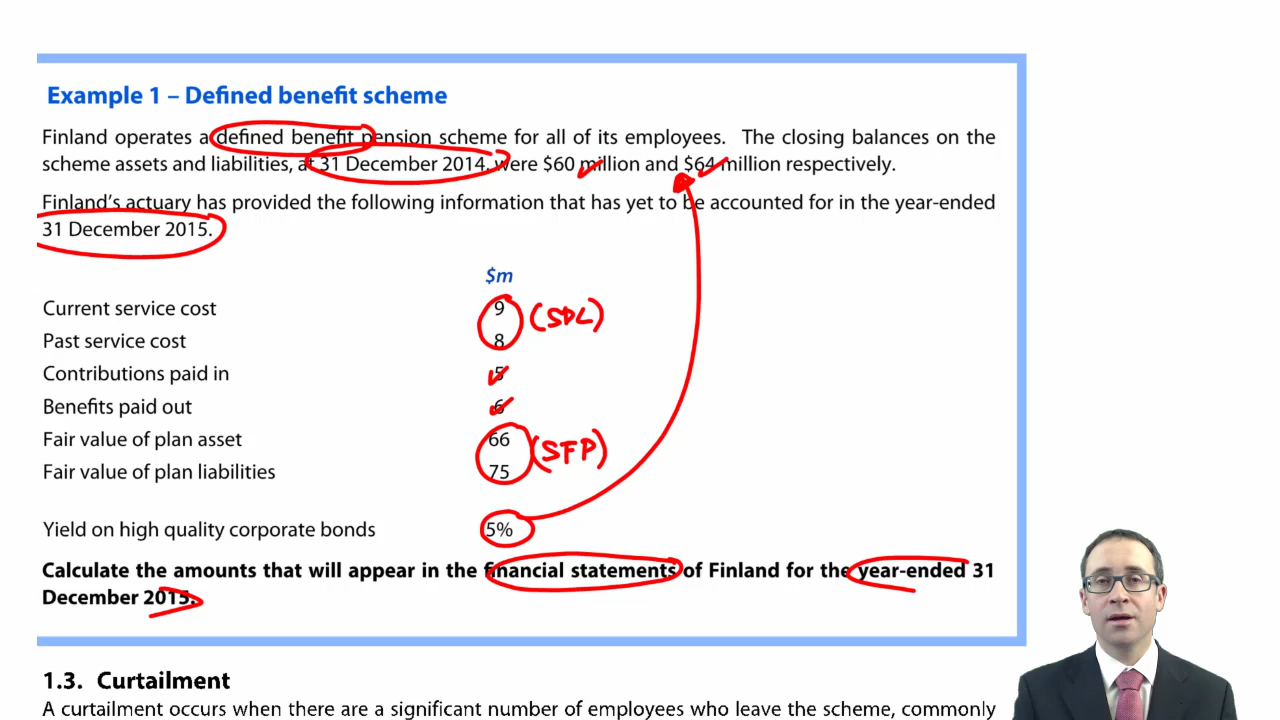 Example 1 – Defined benefit scheme
Finland operates a defined benefit pension scheme for all of its employees. The closing balances on the
scheme assets and liabilities, at 31 December 2014, were $60 million and $64 million respectively.
Finland's actuary has provided the following information that has yet to be accounted for in the year-ended
31 December 2015.
$m
Current service cost 9 (SPL)
Past service cost 8
Contributions paid in 5
Benefits paid out 6
Fair value of plan asset 66 (SFP)
Fair value of plan liabilities 75
Yield on high quality corporate bonds 5%
Calculate the amounts that will appear in the financial statements of Finland for the year-ended 31
December 2015.
1.3. Curtailment
A curtailment occurs when there are a significant number of employees who leave the scheme, commonly